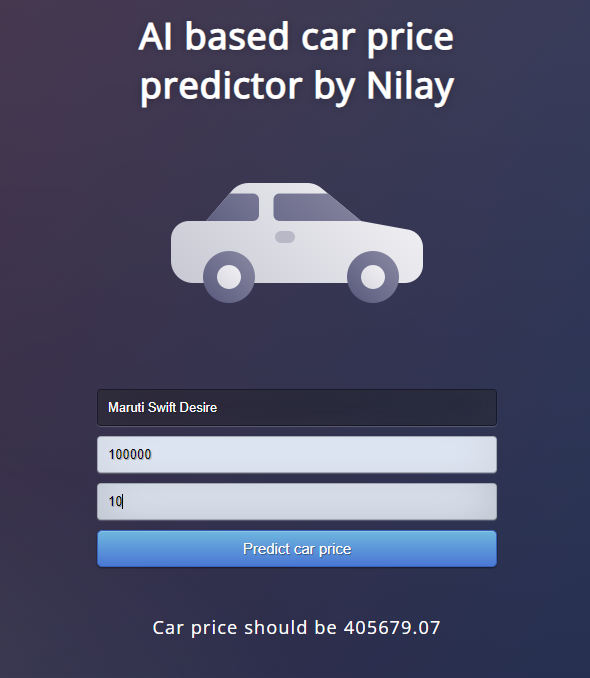 AI based car price
predictor by Nilay
Maruti Swift Desire
100000
10
Predict car price
Car price should be 405679.07